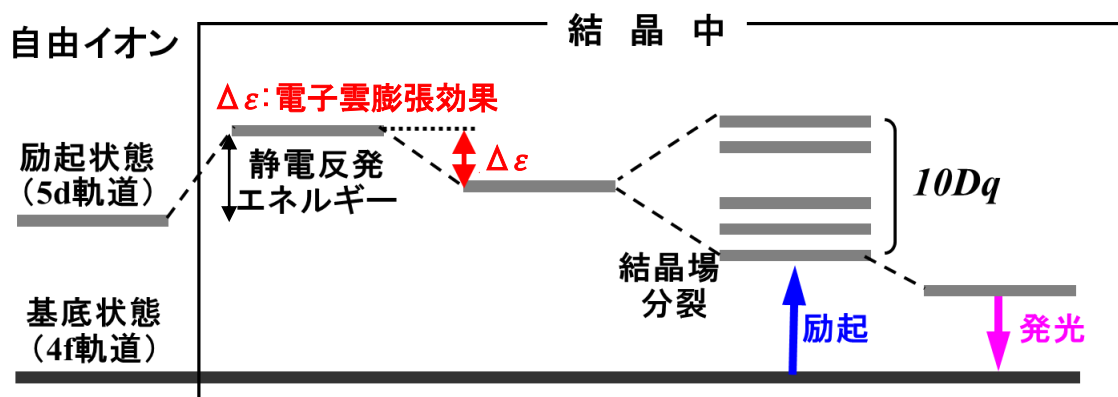 結晶中
自由イオン
Δε:電子雲膨張効果
励起状態
（5d軌道）
静電反発
エネルギー
Δε
10Dq
結晶場
分裂
基底状態
（4f軌道）
励起
発光